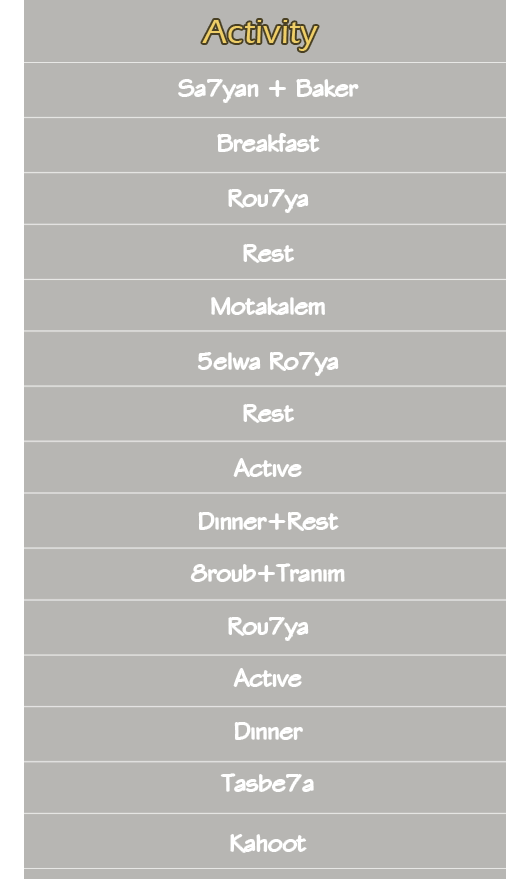 Activity
Sa7yan + Baker
Breakfast
Rou7ya
Rest
Motakalem
5elwa Ro7ya
Rest
Active
Dinner+Rest
8roub+Tranim
Rou7ya
Active
Dinner
Tasbe7a
Kahoot